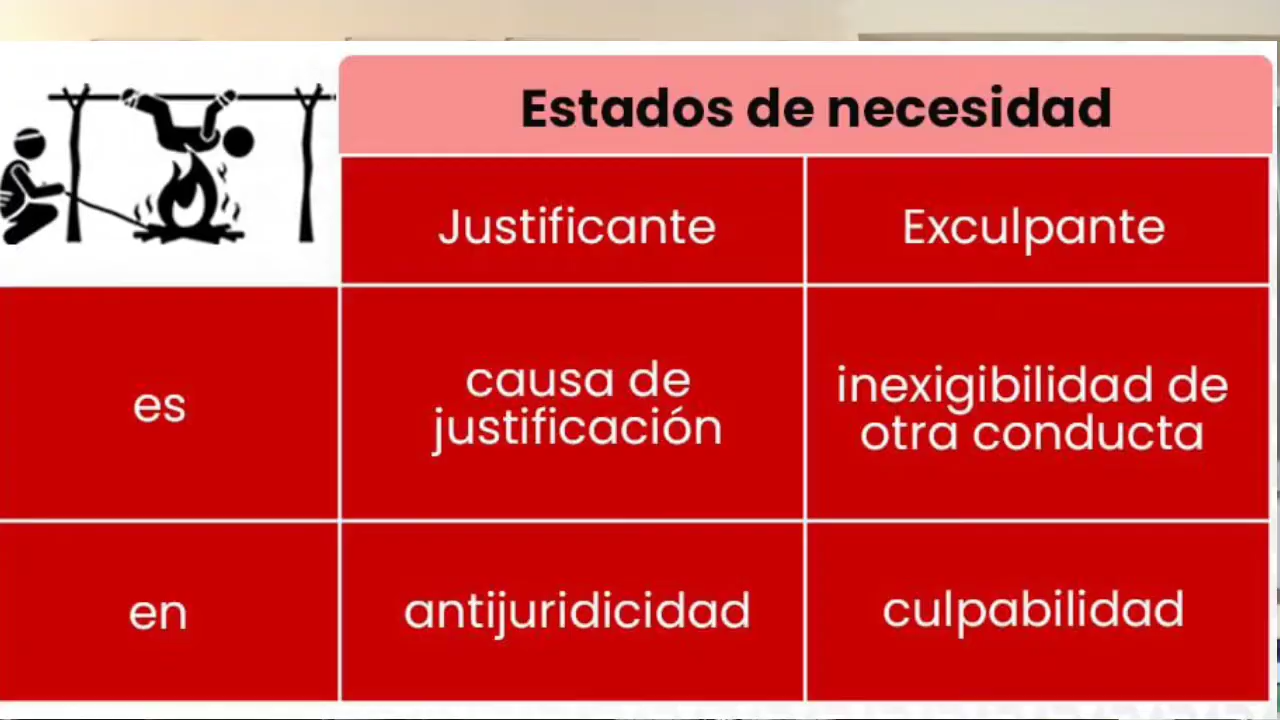 Estados de necesidad
Justificante
Exculpante
es
causa de
justificación
inexigibilidad de
otra conducta
en
antijuridicidad
culpabilidad